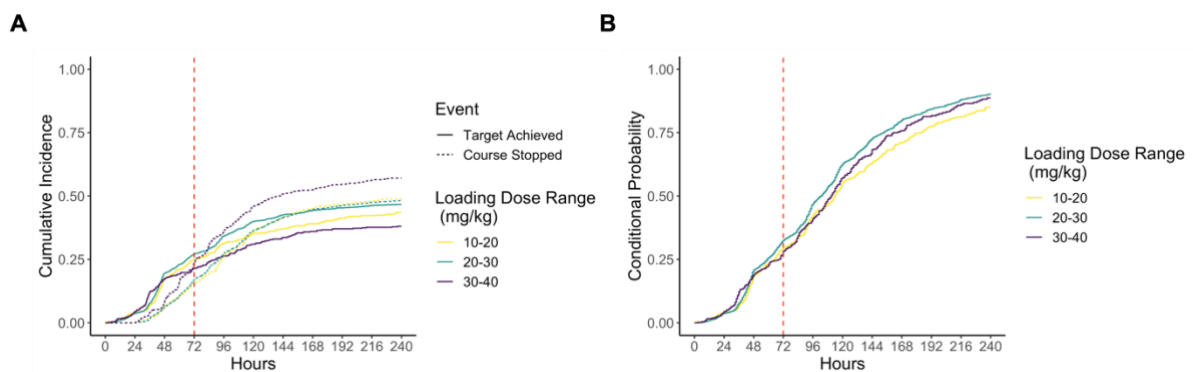 A
Cumulative Incidence
1.00
0.75
0.50
0.25
0.00
0 24 48 72 96 120 144 168 192 216 240
Hours
Event
Target Achieved
Course Stopped
Loading Dose Range
(mg/kg)
10-20
20-30
30-40
B
Conditional Probability
1.00
0.75
0.50
0.25
0.00
0 24 48 72 96 120 144 168 192 216 240
Hours
Loading Dose Range
(mg/kg)
10-20
20-30
30-40